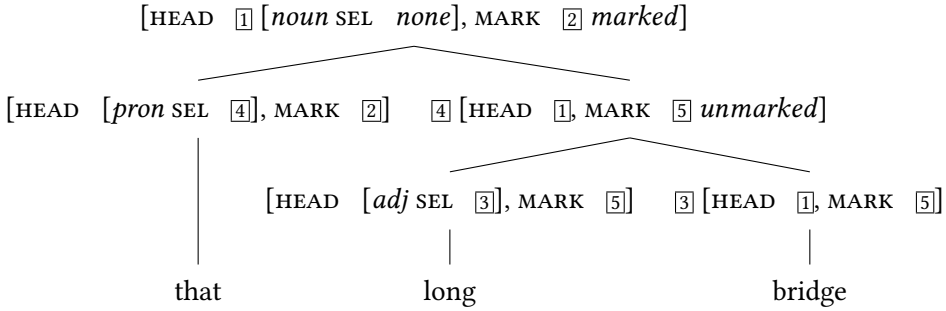 [HEAD 1 [noun SEL none], MARK 2 marked]
[HEAD [pron SEL 4], MARK 2] 4 [HEAD 1, MARK 5 unmarked]
[HEAD [adj SEL 3], MARK 5] 3 [HEAD 1, MARK 5]
that long bridge